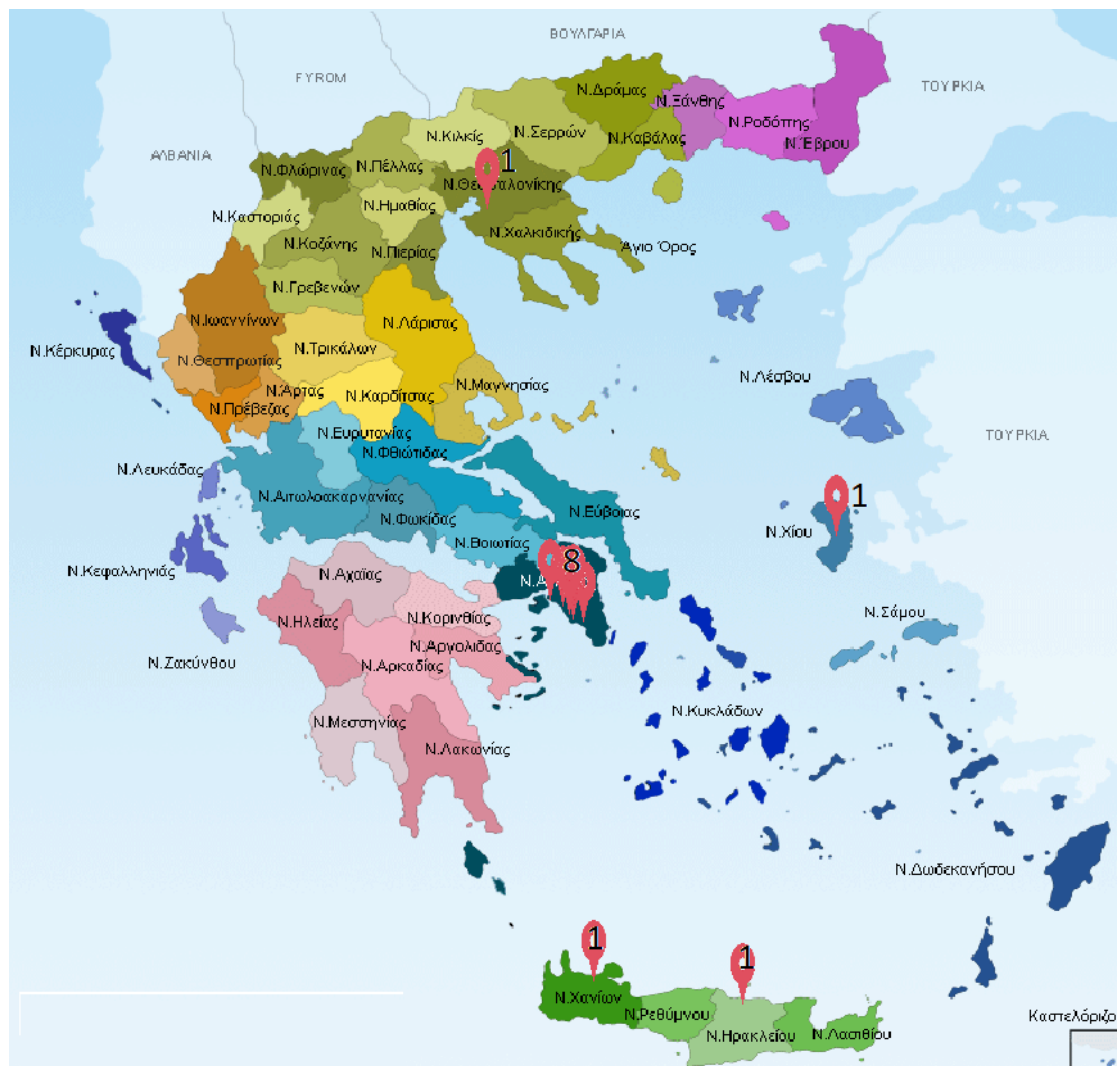 ΒΟΥΛΓΑΡΙΑ
FYROM
ΤΟΥΡΚΙΑ
Ν.Δράμας
Ν.Ξάνθης
Ν.Ροδόπης
Ν.Έβρου
Ν.Κιλκίς
Ν.Σερρών
Ν.Καβάλας
ΑΛΒΑΝΙΑ
1
Ν.Φλώρινας
Ν.Πέλλας
Ν.Θεσσαλονίκης
Ν.Καστοριάς
Ν.Ημαθίας
Ν.Κοζάνης
Ν.Πιερίας
Ν.Χαλκιδικής
Άγιο Όρος
Ν.Γρεβενών
Ν.Ιωαννίνων
Ν.Λάρισας
Ν.Κέρκυρας
Ν.Θεσπρωτίας
Ν.Τρικάλων
Ν.Μαγνησίας
Ν.Λέσβου
Ν.Άρτας
Ν.Καρδίτσας
Ν.Πρέβεζας
Ν.Ευρυτανίας
Ν.Φθιώτιδας
ΤΟΥΡΚΙΑ
Ν.Λευκάδας
Ν.Αιτωλοακαρνανίας
Ν.Φωκίδας
Ν.Εύβοιας
1
Ν.Χίου
Ν.Βοιωτίας
Ν.Κεφαλληνιάς
8
Ν.Αχαΐας
Ν.Κορινθίας
Ν.Ηλείας
Ν.Αργολιδας
Ν.Σάμου
Ν.Ζακύνθου
Ν.Αρκαδίας
Ν.Μεσσηνίας
Ν.Κυκλάδων
Ν.Λακωνίας
Ν.Δωδεκανήσου
1
1
Ν.Χανίων
Ν.Ρεθύμνου
Ν.Ηρακλείου
Ν.Λασιθίου
Καστελόριζο